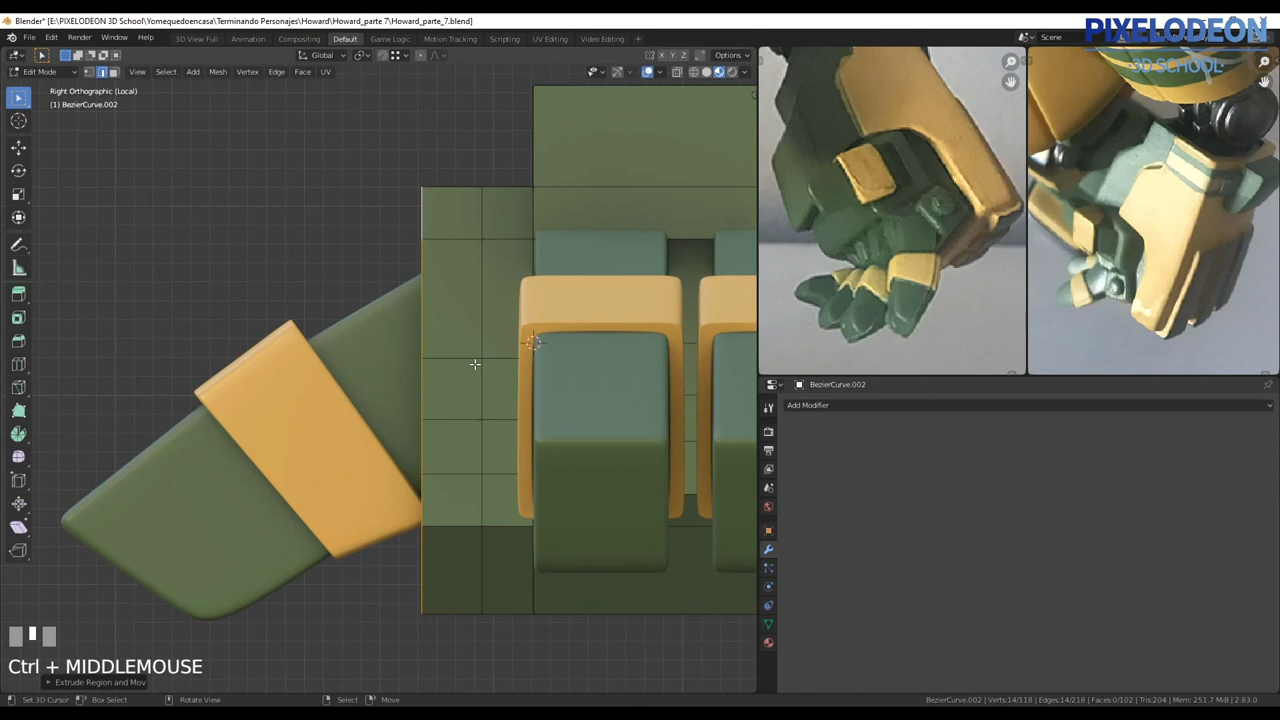 Blender* [E:\PIXELODEON 3D School\Yomequedoencasa\Terminando Personajes\Howard\Howard_parte 7\Howard_parte_7.blend]
File Edit Render Window Help 3D View Full Animation Compositing Default Game Logic Motion Tracking Scripting UV Editing Video Editing + Scene
PIXELODEON
3D SCHOOL
Global X Y Z Options
Edit Mode View Select Add Mesh Vertex Edge Face UV
Right Orthographic (Local)
(1) BezierCurve.002
BezierCurve.002
Add Modifier
Ctrl + MIDDLEMOUSE
Extrude Region and Mov
Set 3D Cursor Box Select Rotate View Select Move BezierCurve.002 | Verts:14/118 | Edges:14/218 | Faces:0/102 | Tris:204 | Mem: 251.7 MiB | 2.83.0